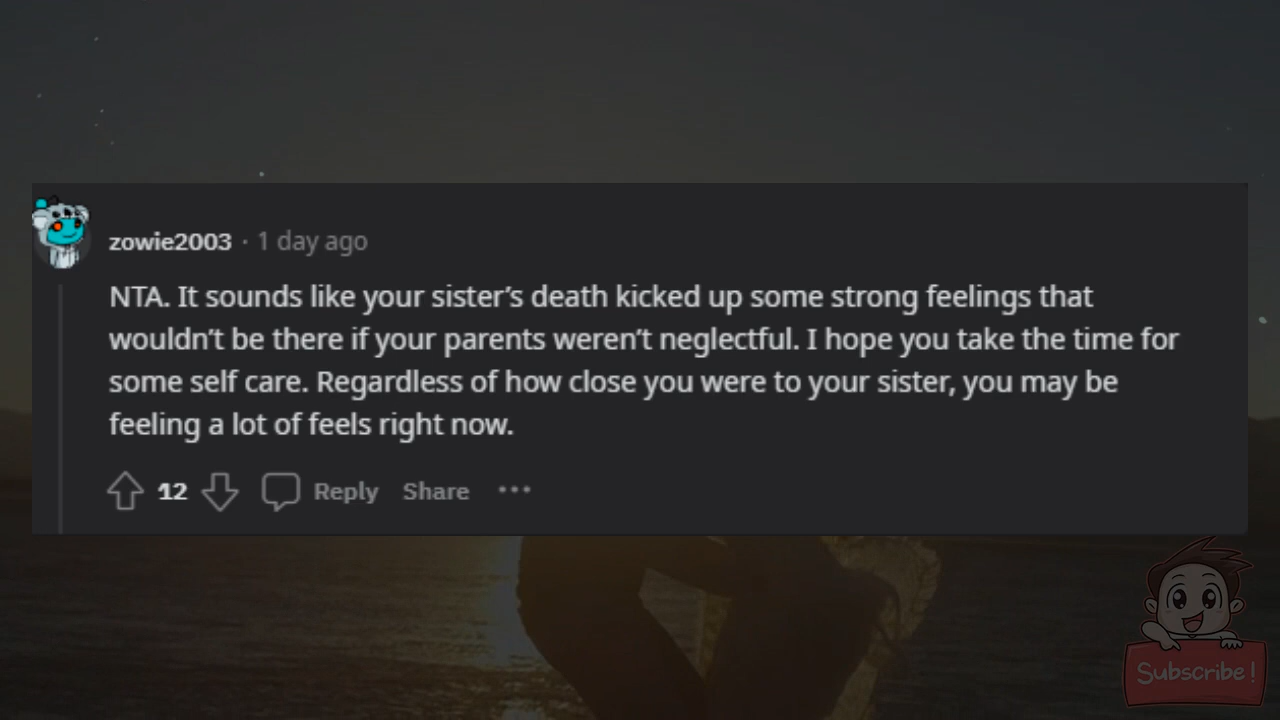 zowie2003 · 1 day ago
NTA. It sounds like your sister’s death kicked up some strong feelings that
wouldn’t be there if your parents weren’t neglectful. I hope you take the time for
some self care. Regardless of how close you were to your sister, you may be
feeling a lot of feels right now.
12 Reply Share ···
Subscribe!